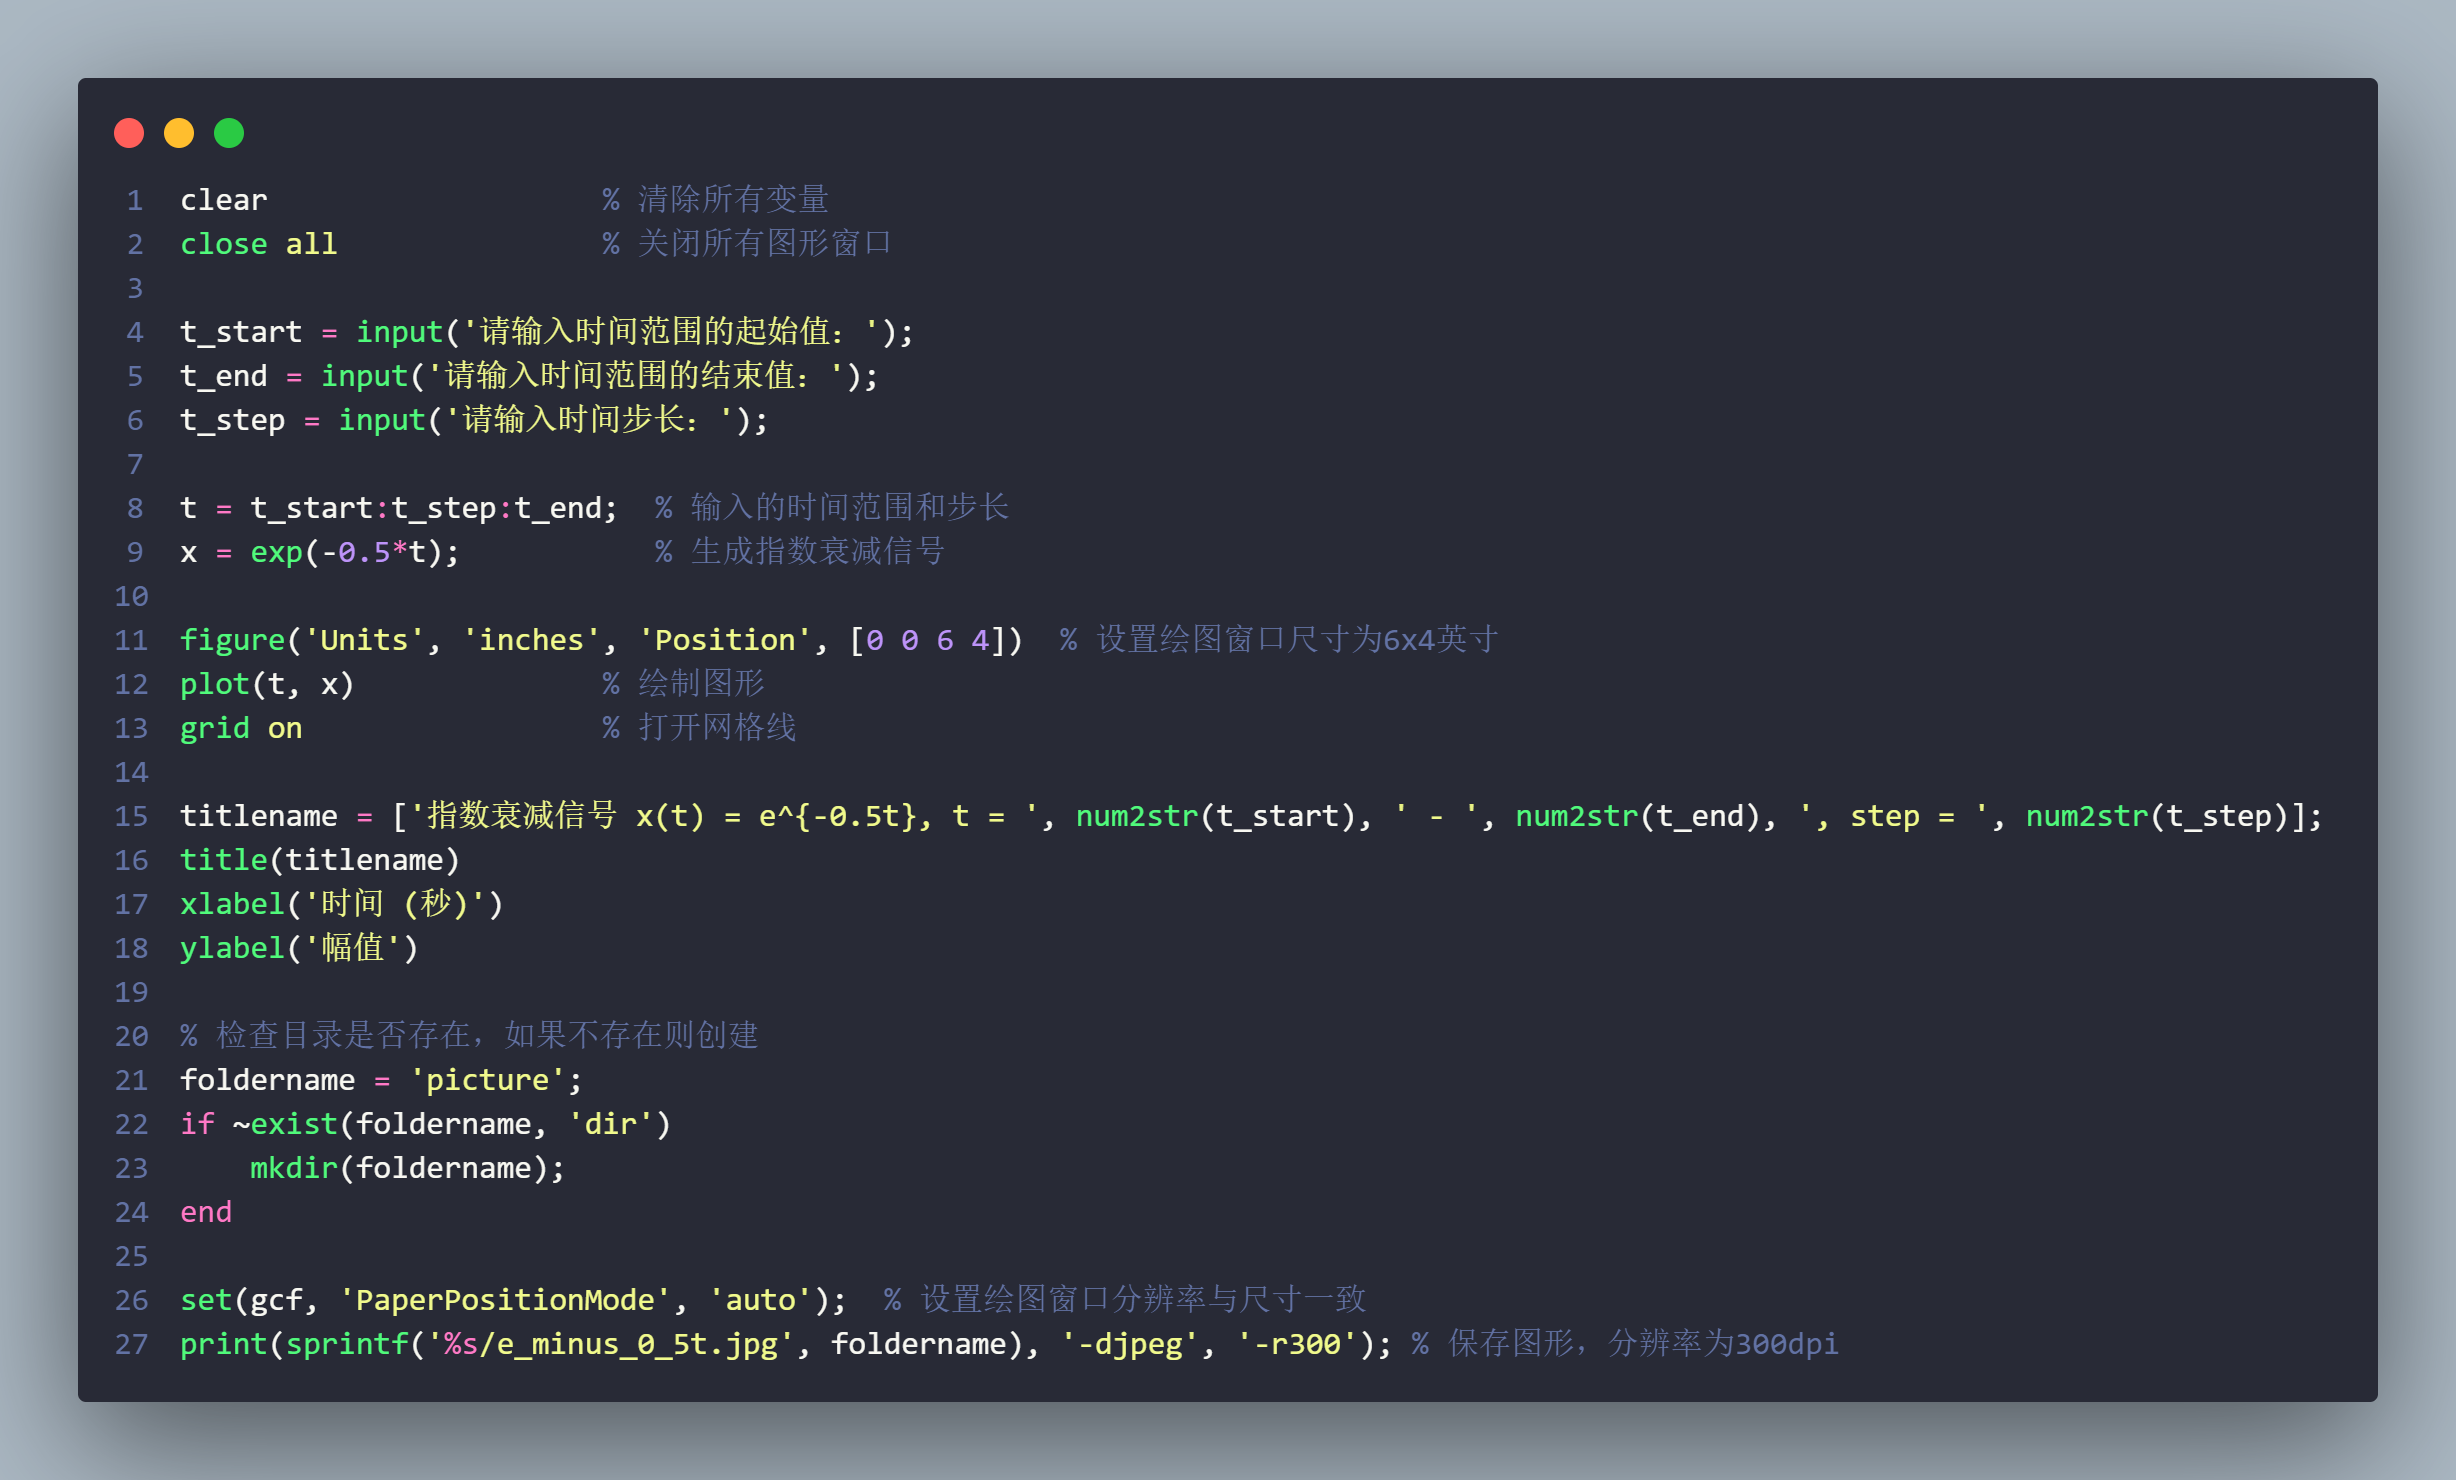 1 clear                   % 清除所有变量
2 close all               % 关闭所有图形窗口
3
4 t_start = input('请输入时间范围的起始值：');
5 t_end = input('请输入时间范围的结束值：');
6 t_step = input('请输入时间步长：');
7
8 t = t_start:t_step:t_end;  % 输入的时间范围和步长
9 x = exp(-0.5*t);           % 生成指数衰减信号
10
11 figure('Units', 'inches', 'Position', [0 0 6 4])  % 设置绘图窗口尺寸为6x4英寸
12 plot(t, x)              % 绘制图形
13 grid on                 % 打开网格线
14
15 titlename = ['指数衰减信号 x(t) = e^{-0.5t}, t = ', num2str(t_start), ' - ', num2str(t_end), ', step = ', num2str(t_step)];
16 title(titlename)
17 xlabel('时间 (秒)')
18 ylabel('幅值')
19
20 % 检查目录是否存在，如果不存在则创建
21 foldername = 'picture';
22 if ~exist(foldername, 'dir')
23     mkdir(foldername);
24 end
25
26 set(gcf, 'PaperPositionMode', 'auto');  % 设置绘图窗口分辨率与尺寸一致
27 print(sprintf('%s/e_minus_0_5t.jpg', foldername), '-djpeg', '-r300'); % 保存图形，分辨率为300dpi